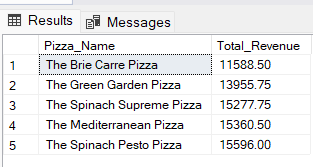 Results Messages
Pizza_Name Total_Revenue
1 The Brie Carre Pizza 11588.50
2 The Green Garden Pizza 13955.75
3 The Spinach Supreme Pizza 15277.75
4 The Mediterranean Pizza 15360.50
5 The Spinach Pesto Pizza 15596.00